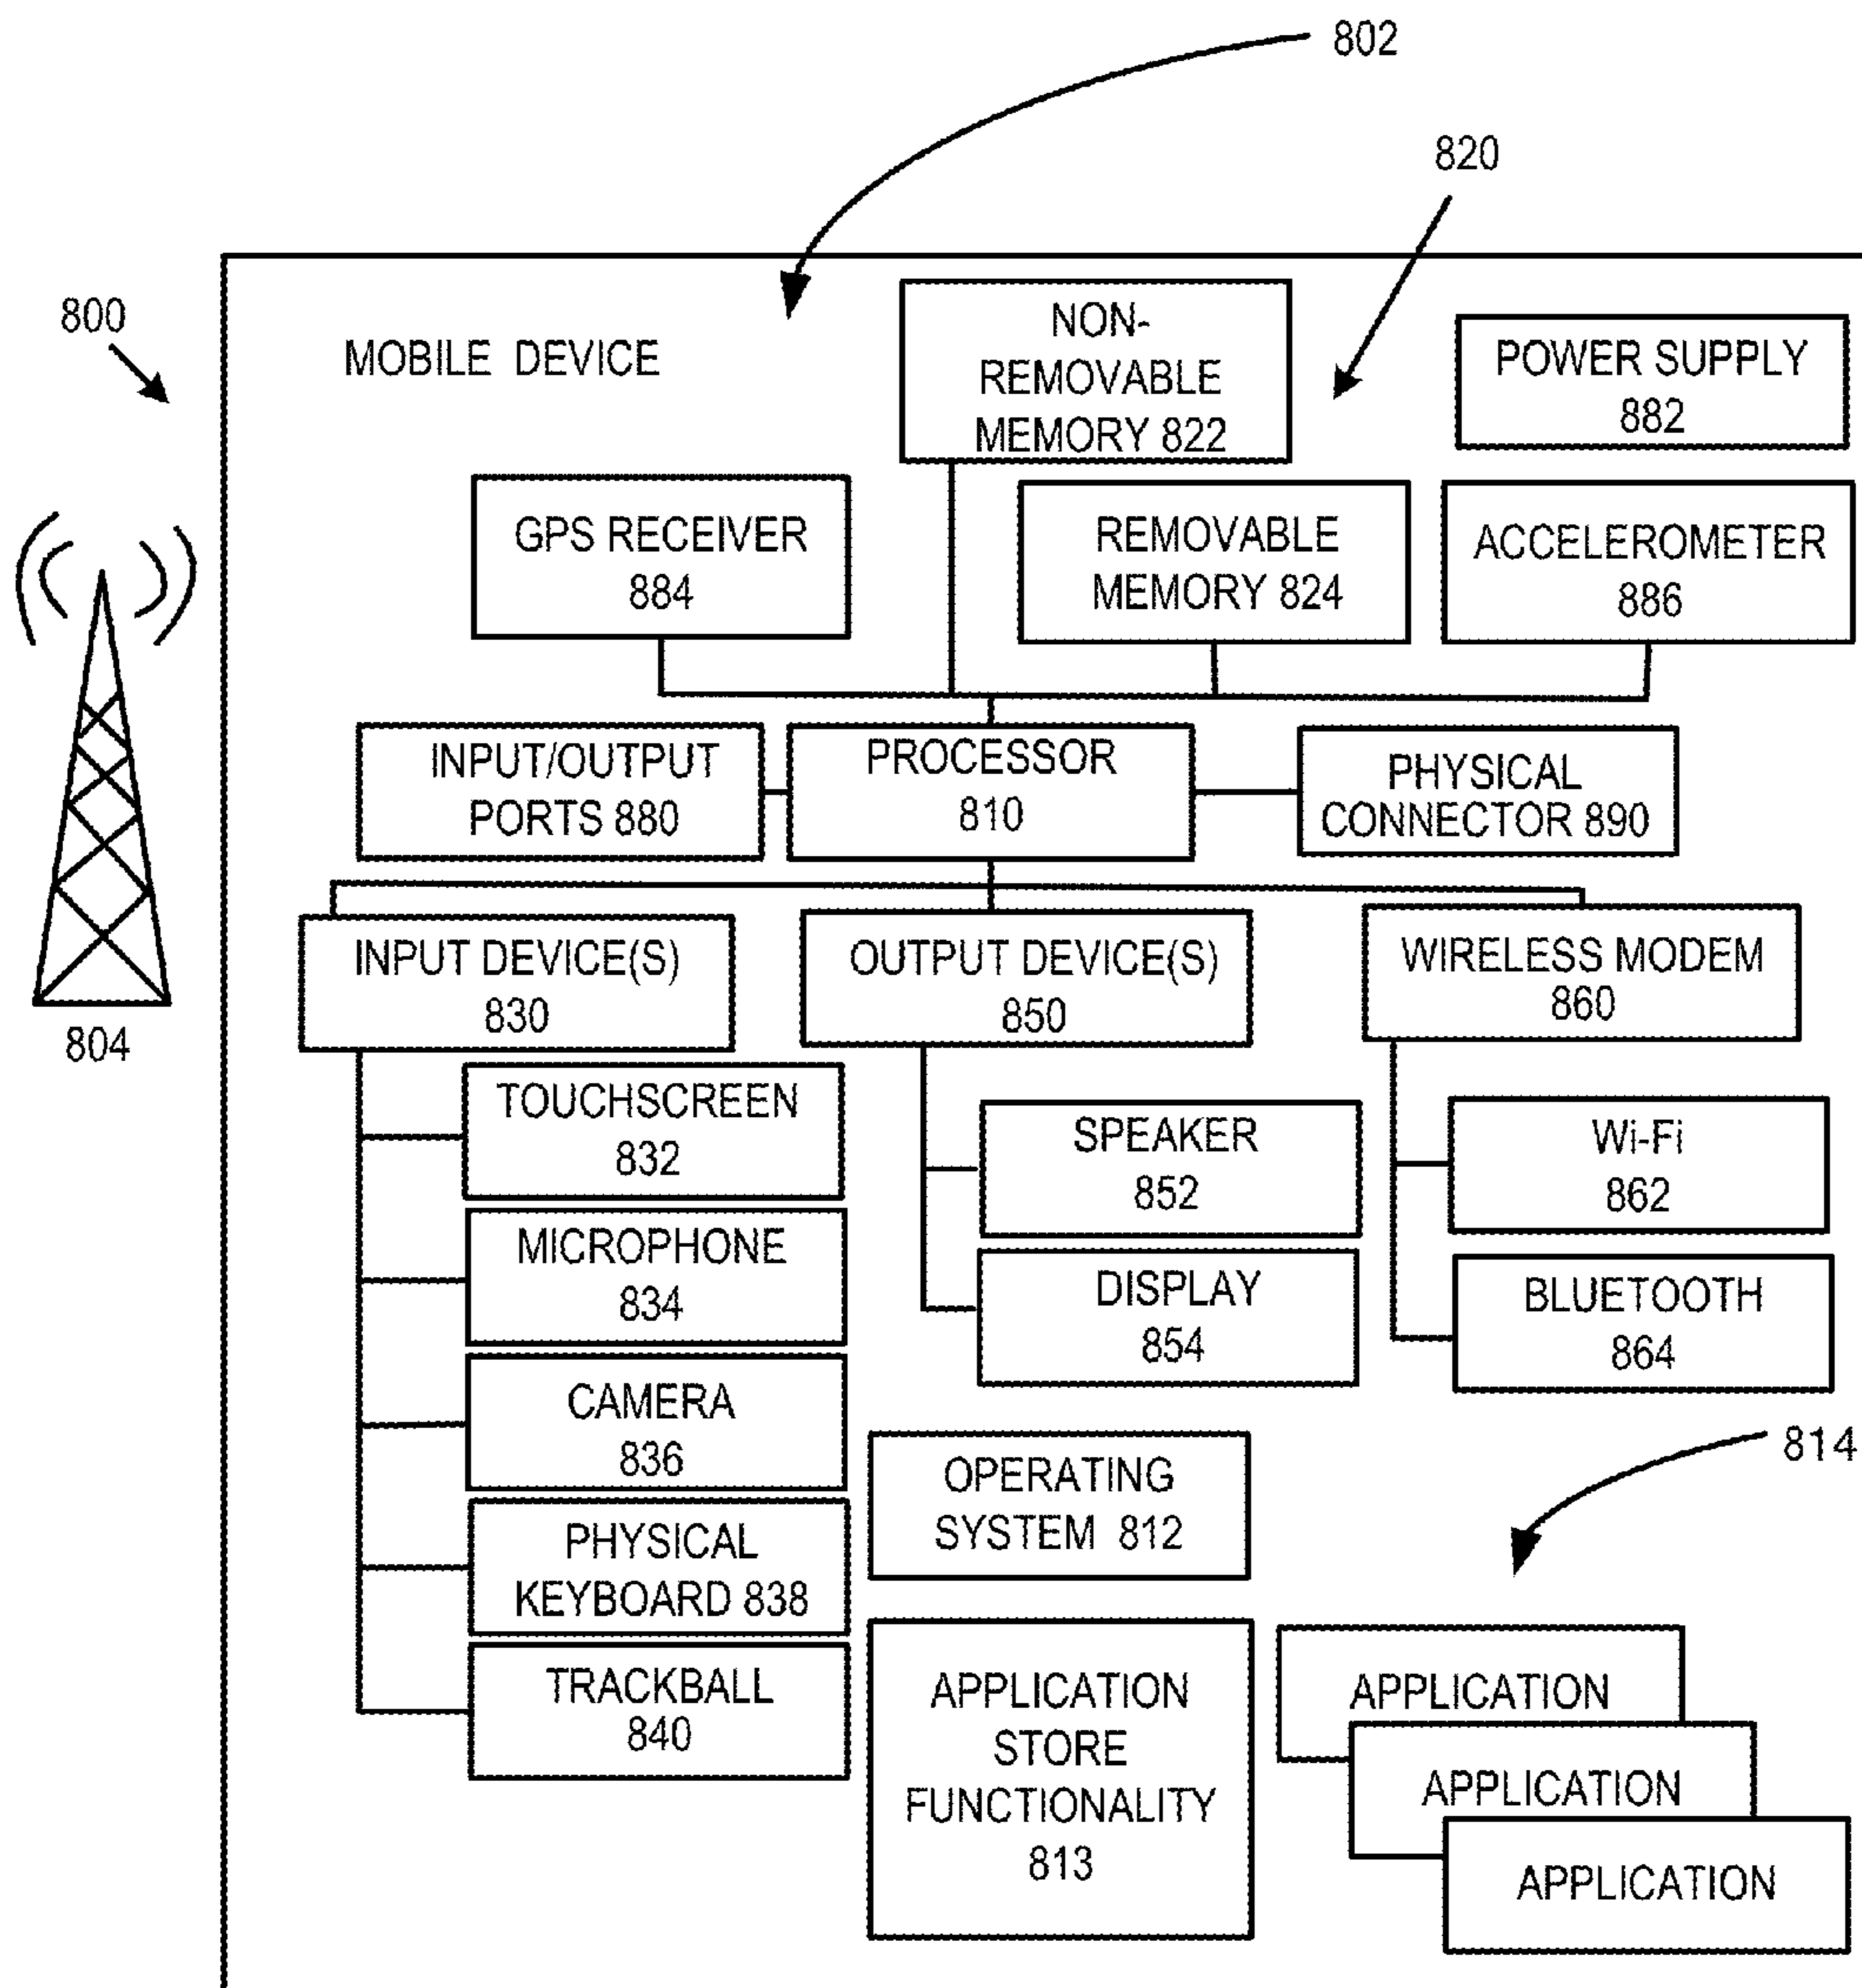 802
820
800
MOBILE DEVICE
NON-
REMOVABLE
MEMORY 822
POWER SUPPLY
882
GPS RECEIVER
884
REMOVABLE
MEMORY 824
ACCELEROMETER
886
INPUT/OUTPUT
PORTS 880
PROCESSOR
810
PHYSICAL
CONNECTOR 890
804
INPUT DEVICE(S)
830
OUTPUT DEVICE(S)
850
WIRELESS MODEM
860
TOUCHSCREEN
832
MICROPHONE
834
CAMERA
836
PHYSICAL
KEYBOARD 838
TRACKBALL
840
SPEAKER
852
DISPLAY
854
Wi-Fi
862
BLUETOOTH
864
OPERATING
SYSTEM 812
APPLICATION
STORE
FUNCTIONALITY
813
814
APPLICATION
APPLICATION
APPLICATION